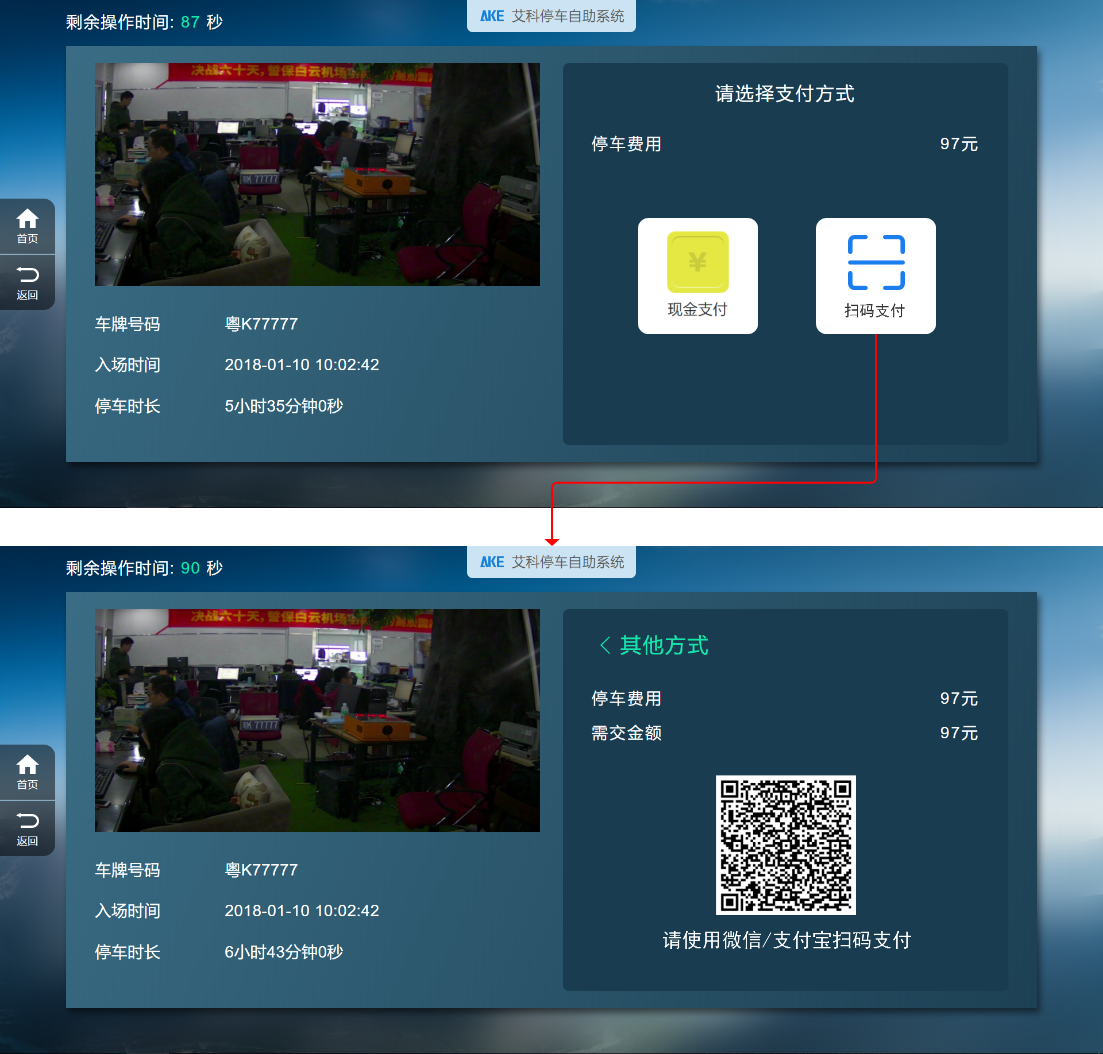 剩余操作时间: 87 秒
AKE 艾科停车自助系统
决战六十天，誓保白云机场
请选择支付方式
停车费用 97元
首页
返回
K77777
现金支付
扫码支付
车牌号码 粤K77777
入场时间 2018-01-10 10:02:42
停车时长 5小时35分钟0秒
剩余操作时间: 90 秒
AKE 艾科停车自助系统
决战六十天，誓保白云机场
其他方式
停车费用 97元
需交金额 97元
首页
返回
K77777
请使用微信/支付宝扫码支付
车牌号码 粤K77777
入场时间 2018-01-10 10:02:42
停车时长 6小时43分钟0秒